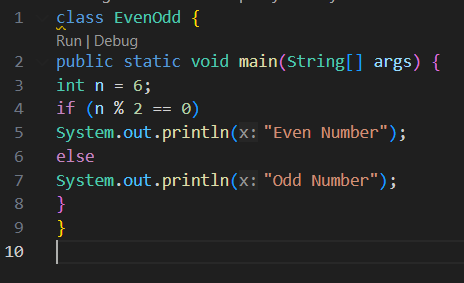 1 class EvenOdd {
Run | Debug
2 public static void main(String[] args) {
3 int n = 6;
4 if (n % 2 == 0)
5 System.out.println(x: "Even Number");
6 else
7 System.out.println(x: "Odd Number");
8 }
9 }
10